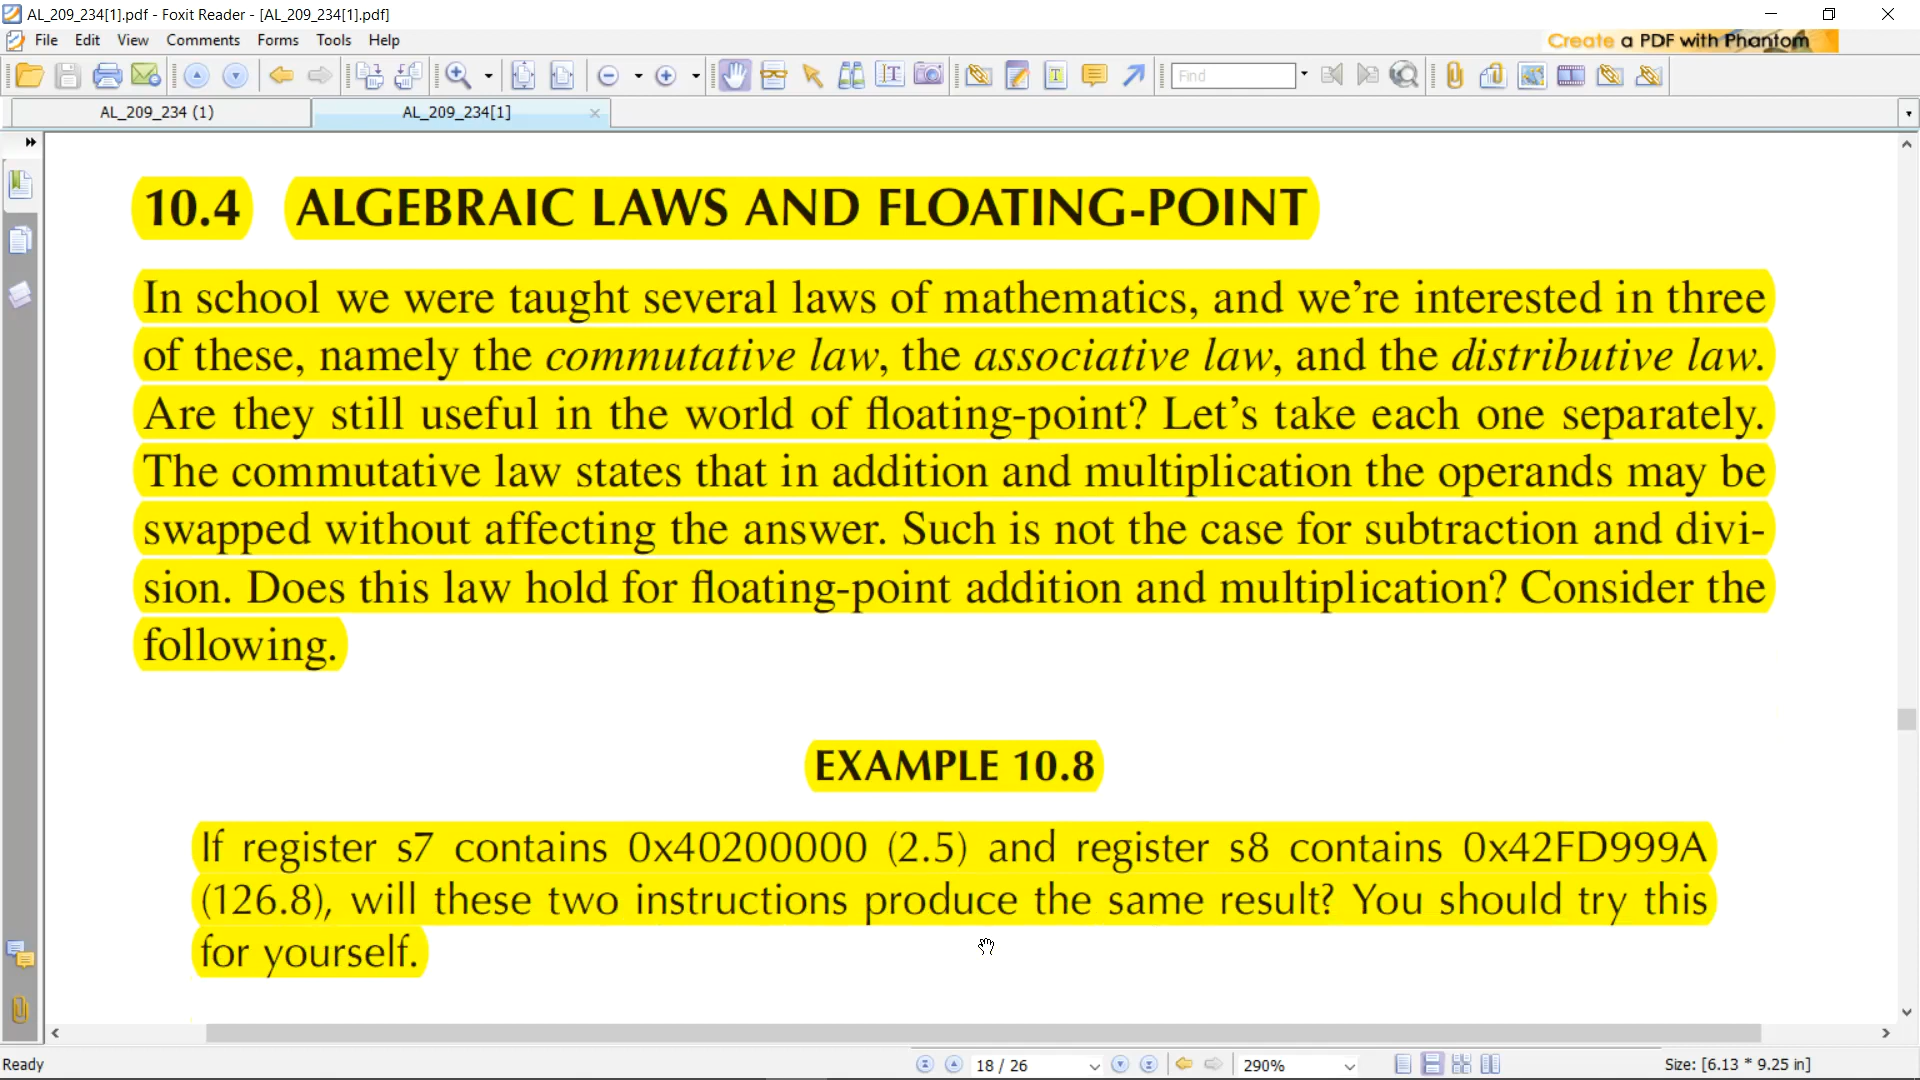 AL_209_234[1].pdf - Foxit Reader - [AL_209_234[1].pdf]
File Edit View Comments Forms Tools Help
Create a PDF with Phantom
Find
AL_209_234 (1)
AL_209_234[1]
10.4 ALGEBRAIC LAWS AND FLOATING-POINT
In school we were taught several laws of mathematics, and we’re interested in three
of these, namely the commutative law, the associative law, and the distributive law.
Are they still useful in the world of floating-point? Let’s take each one separately.
The commutative law states that in addition and multiplication the operands may be
swapped without affecting the answer. Such is not the case for subtraction and divi-
sion. Does this law hold for floating-point addition and multiplication? Consider the
following.
EXAMPLE 10.8
If register s7 contains 0x40200000 (2.5) and register s8 contains 0x42FD999A
(126.8), will these two instructions produce the same result? You should try this
for yourself.
Ready
18 / 26
290%
Size: [6.13 * 9.25 in]